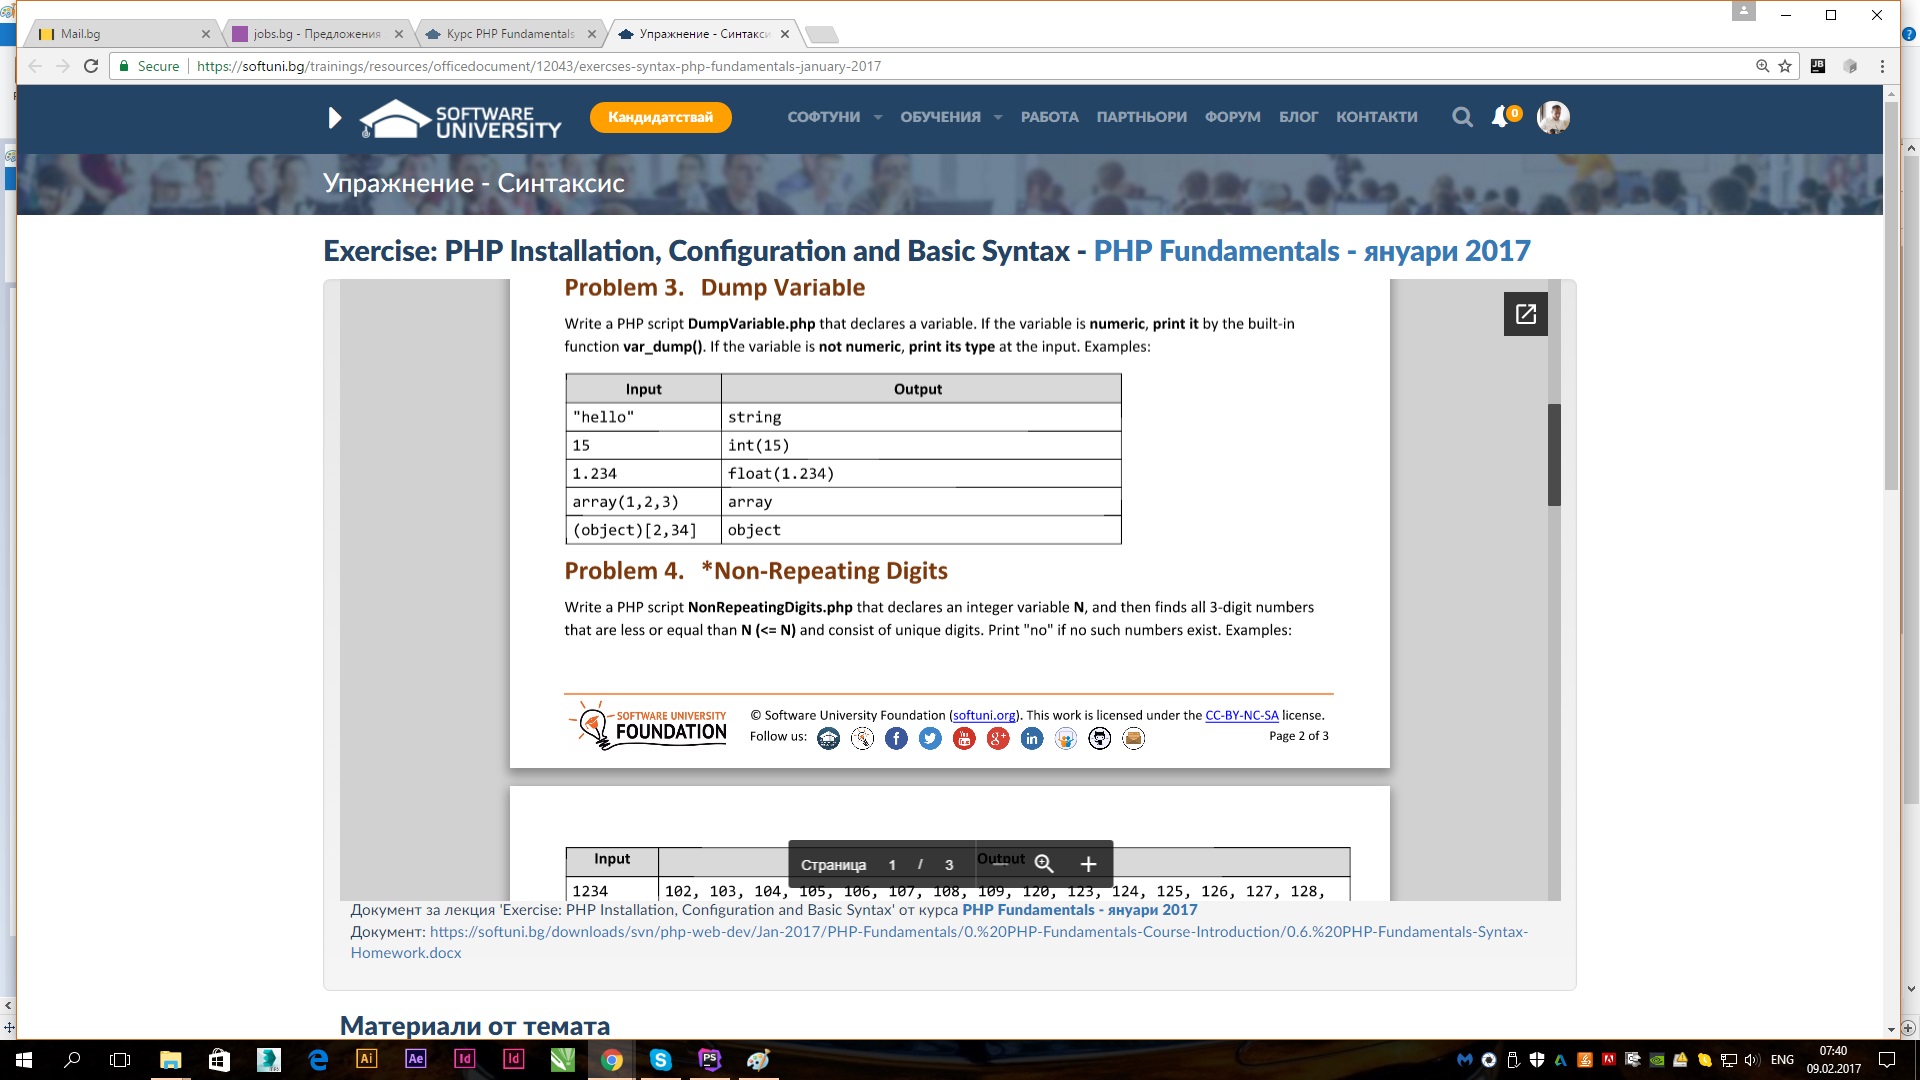 Mail.bg
jobs.bg - Предложения
Курс PHP Fundamentals
Упражнение - Синтакси
Secure
https://softuni.bg/trainings/resources/officedocument/12043/exercses-syntax-php-fundamentals-january-2017
JB
SOFTWARE
UNIVERSITY
Кандидатствай
СОФТУНИ
ОБУЧЕНИЯ
РАБОТА
ПАРТНЬОРИ
ФОРУМ
БЛОГ
КОНТАКТИ
0
Упражнение - Синтаксис
Exercise: PHP Installation, Configuration and Basic Syntax - PHP Fundamentals - януари 2017
Problem 3. Dump Variable
Write a PHP script DumpVariable.php that declares a variable. If the variable is numeric, print it by the built-in
function var_dump(). If the variable is not numeric, print its type at the input. Examples:
Input Output
"hello" string
15 int(15)
1.234 float(1.234)
array(1,2,3) array
(object)[2,34] object
Problem 4. *Non-Repeating Digits
Write a PHP script NonRepeatingDigits.php that declares an integer variable N, and then finds all 3-digit numbers
that are less or equal than N (<= N) and consist of unique digits. Print "no" if no such numbers exist. Examples:
SOFTWARE UNIVERSITY
FOUNDATION
© Software University Foundation (softuni.org). This work is licensed under the CC-BY-NC-SA license.
Follow us:
Page 2 of 3
Input Output
Страница 1 / 3
1234 102, 103, 104, 105, 106, 107, 108, 109, 120, 123, 124, 125, 126, 127, 128,
Документ за лекция 'Exercise: PHP Installation, Configuration and Basic Syntax' от курса PHP Fundamentals - януари 2017
Документ: https://softuni.bg/downloads/svn/php-web-dev/Jan-2017/PHP-Fundamentals/0.%20PHP-Fundamentals-Course-Introduction/0.6.%20PHP-Fundamentals-Syntax-
Homework.docx
Материали от темата
Ai
Ae
Id
Id
PS
ENG
07:40
09.02.2017